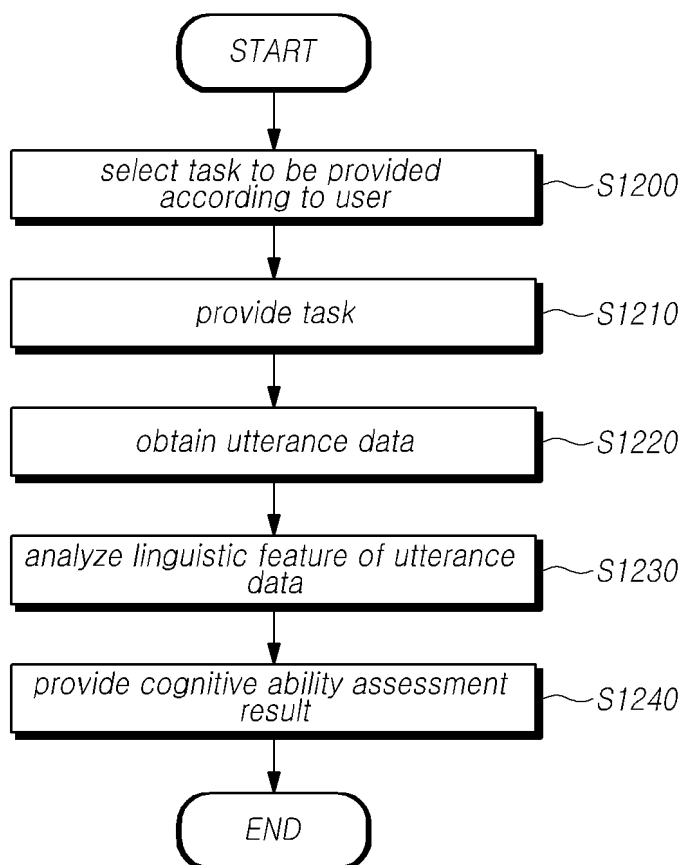 START
select task to be provided
according to user
S1200
provide task
S1210
obtain utterance data
S1220
analyze linguistic feature of utterance
data
S1230
provide cognitive ability assessment
result
S1240
END